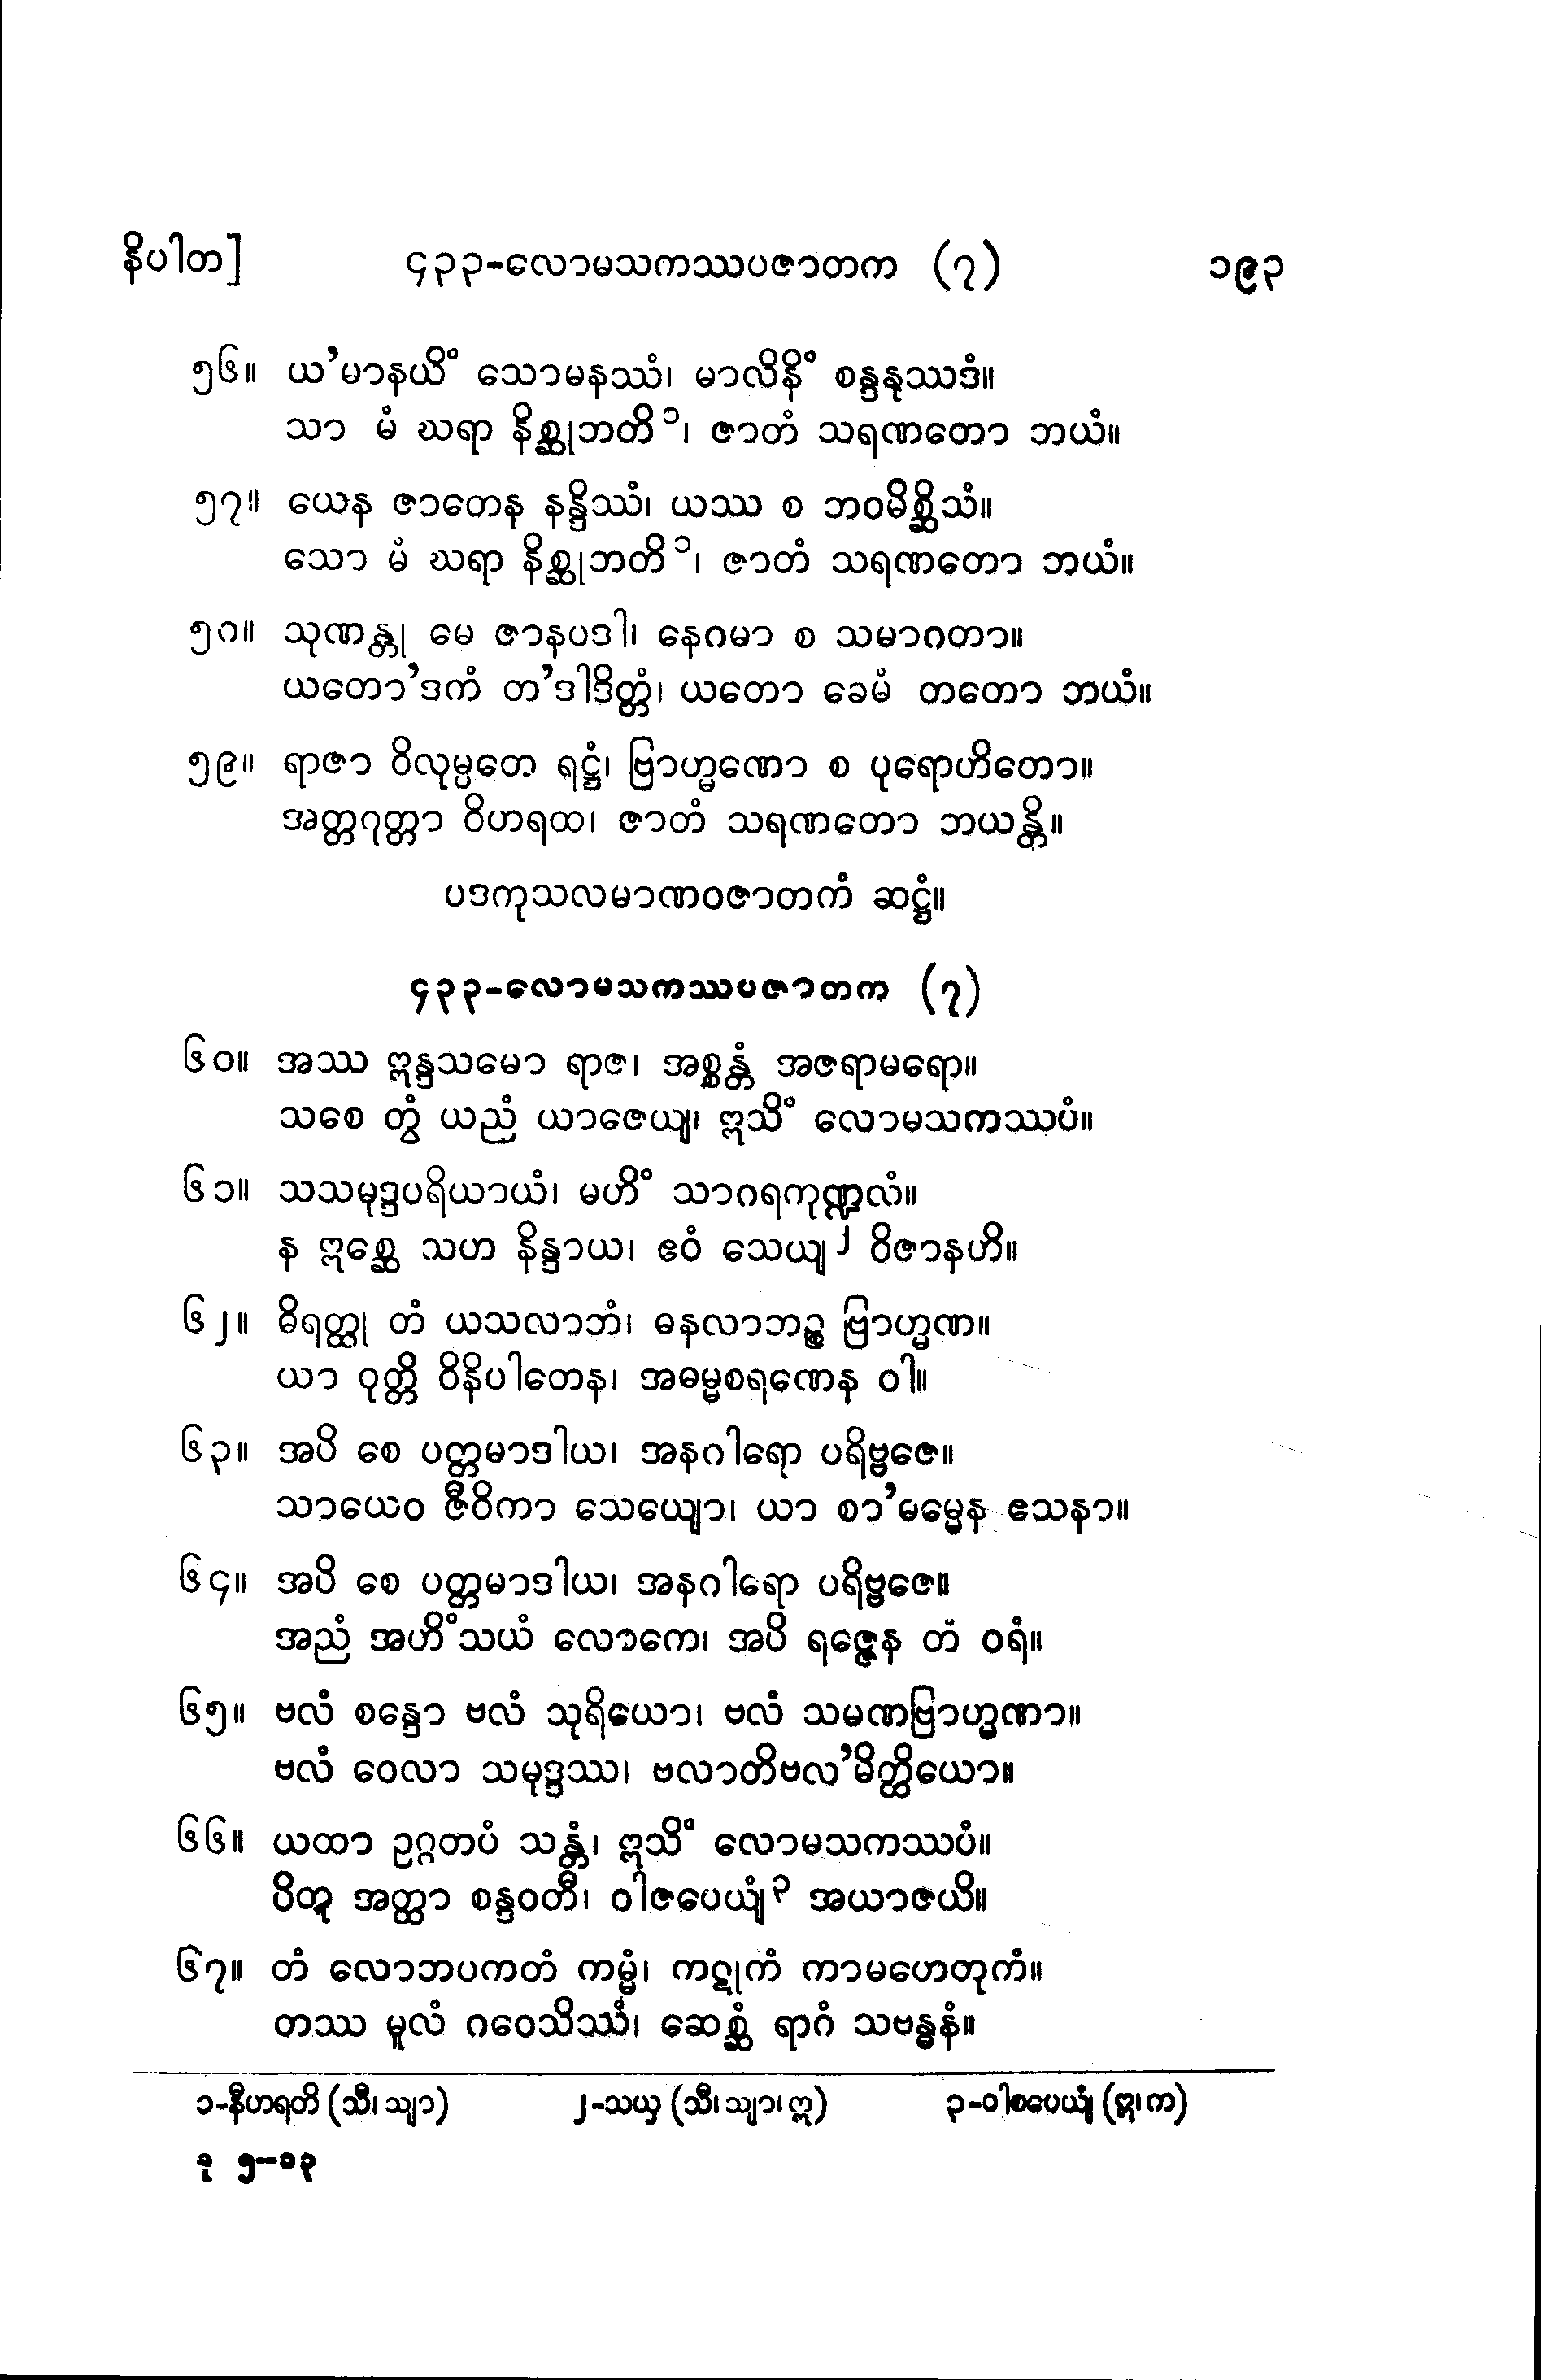 နိပါတ]	၄၃၃-လောမသကဿပဇာတက (၇)	၁၉၃
၅၆။ ယ’မာနယိံ သောမနဿံ၊ မာလိနိံ စန္ဒနုဿဒံ။
သာ မံ ဃရာ နိစ္ဆုဘတိ၁၊ ဇာတံ သရဏတော ဘယံ။
၅၇။ ယေန ဇာတေန နန္ဒိဿံ၊ ယဿ စ ဘဝမိစ္ဆိသံ။
သော မံ ဃရာ နိစ္ဆုဘတိ၁၊ ဇာတံ သရဏတော ဘယံ။
၅၈။ သုဏန္တု မေ ဇာနပဒါ၊ နေဂမာ စ သမာဂတာ။
ယတော’ဒကံ တ’ဒါဒိတ္တံ၊ ယတော ခေမံ တတော ဘယံ။
၅၉။ ရာဇာ ဝိလုမ္ပတေ ရဋ္ဌံ၊ ဗြာဟ္မဏော စ ပုရောဟိတော။
အတ္တဂုတ္တာ ဝိဟရထ၊ ဇာတံ သရဏတော ဘယန္တိ။
ပဒကုသလမာဏဝဇာတကံ ဆဋ္ဌံ။
၄၃၃-လောမသကဿပဇာတက (၇)
၆၀။ အဿ ဣန္ဒသမော ရာဇ၊ အစ္စန္တံ အဇရာမရော။
သစေ တွံ ယညံ ယာဇေယျ၊ ဣသိံ လောမသကဿပံ။
၆၁။ သသမုဒ္ဒပရိယာယံ၊ မဟိံ သာဂရကုဏ္ဍလံ။
န ဣစ္ဆေ သဟ နိန္ဒာယ၊ ဧဝံ သေယျ၂ ဝိဇာနဟိ။
၆၂။ ဓိရတ္ထု တံ ယသလာဘံ၊ ဓနလာဘဉ္စ ဗြာဟ္မဏ။
ယာ ဝုတ္တိ ဝိနိပါတေန၊ အဓမ္မစရဏေန ဝါ။
၆၃။ အပိ စေ ပတ္တမာဒါယ၊ အနဂါရော ပရိဗ္ဗဇေ။
သာယေဝ ဇီဝိကာ သေယျော၊ ယာ စာ’ဓမ္မေန ဧသနာ။
၆၄။ အပိ စေ ပတ္တမာဒါယ၊ အနဂါရော ပရိဗ္ဗဇေ။
အညံ အဟိံသယံ လောကေ၊ အပိ ရဇ္ဇေန တံ ဝရံ။
၆၅။ ဗလံ စန္ဒော ဗလံ သုရိယော၊ ဗလံ သမဏဗြာဟ္မဏာ။
ဗလံ ဝေလာ သမုဒ္ဒဿ၊ ဗလာတိဗလ’မိတ္ထိယော။
၆၆။ ယထာ ဥဂ္ဂတပံ သန္တံ၊ ဣသိံ လောမသကဿပံ။
ပိတု အတ္ထာ စန္ဒဝတီ၊ ဝါဇပေယျံ၃ အယာဇယိ။
၆၇။ တံ လောဘပကတံ ကမ္မံ၊ ကဋုကံ ကာမဟေတုကံ။
တဿ မူလံ ဂဝေသိဿံ၊ ဆေစ္ဆံ ရာဂံ သဗန္ဓနံ။
၁-နီဟရတိ (သီ၊ သျာ)	၂-သယှ (သီ၊ သျာ၊ ဣ)	၃-ဝါစပေယျံ (ဣ၊ က)
ခု ၅-၁၃